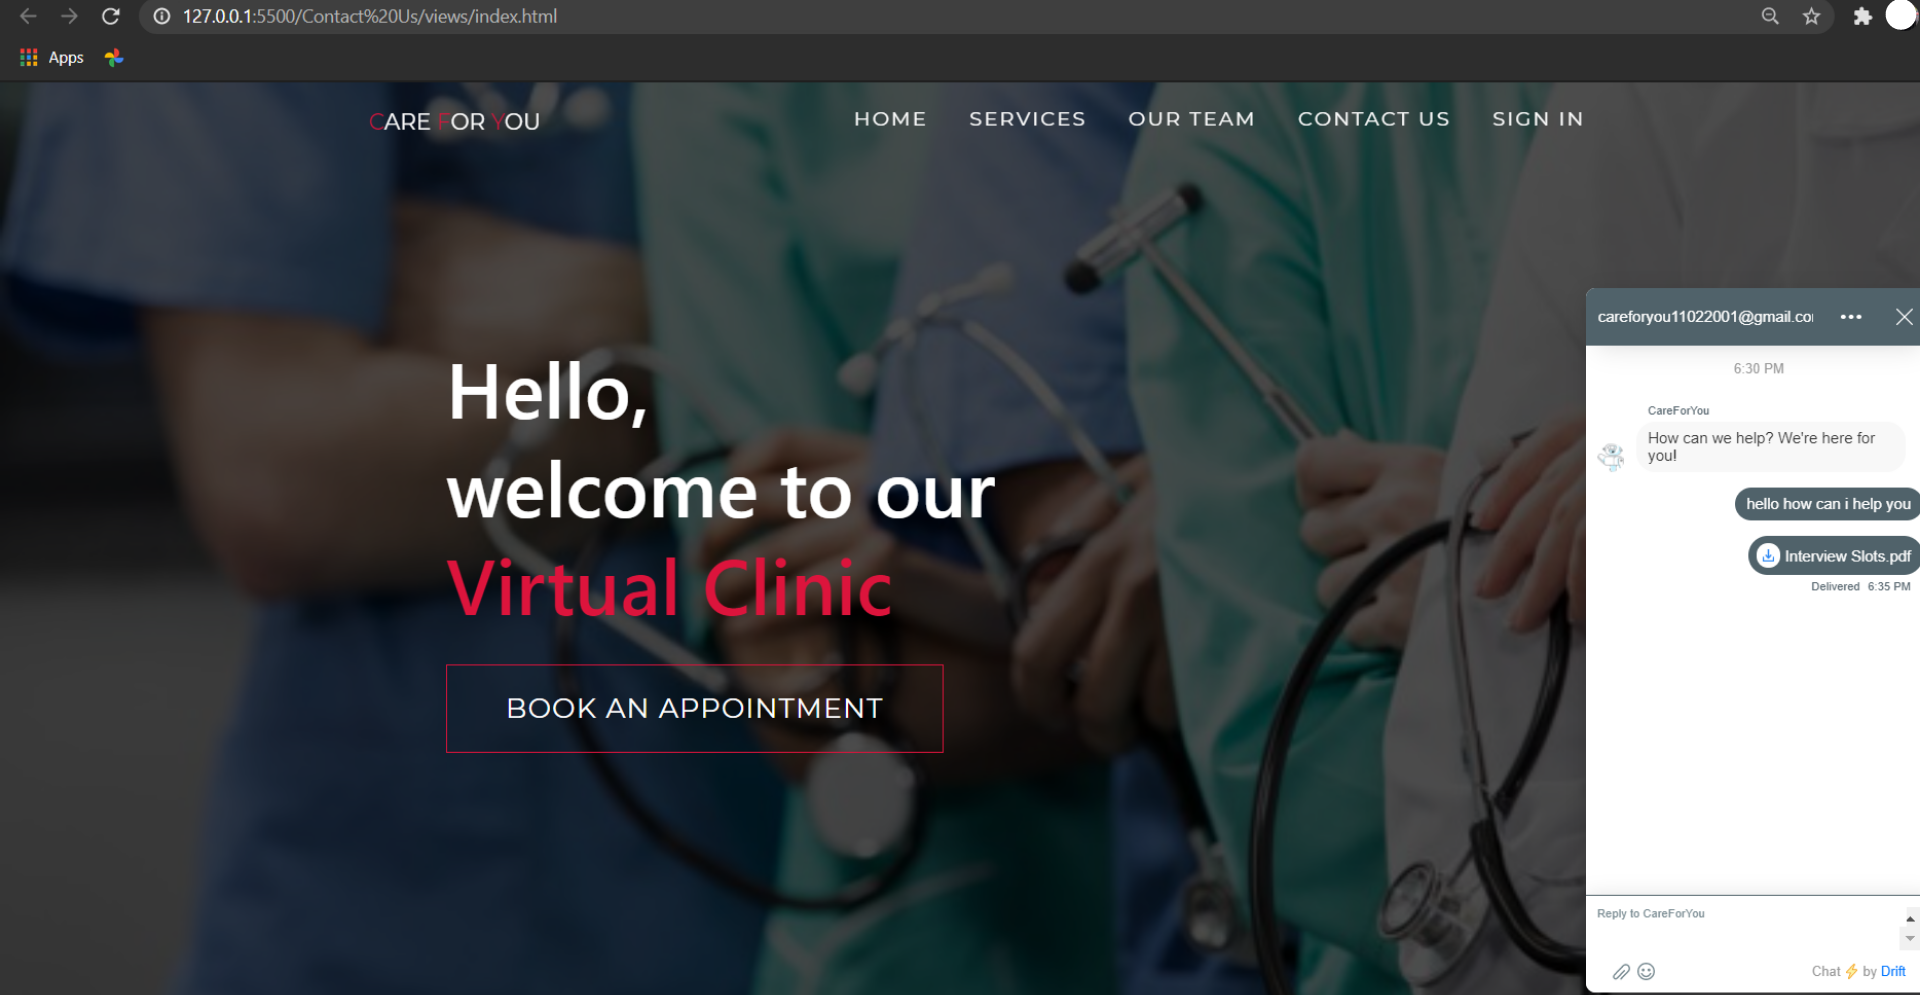 127.0.0.1:5500/Contact%20Us/views/index.html
Apps
CARE FOR YOU
HOME
SERVICES
OUR TEAM
CONTACT US
SIGN IN
Hello,
welcome to our
Virtual Clinic
BOOK AN APPOINTMENT
careforyou11022001@gmail.co
6:30 PM
CareForYou
How can we help? We're here for
you!
hello how can i help you
Interview Slots.pdf
Delivered 6:35 PM
Reply to CareForYou
Chat ⚡ by Drift